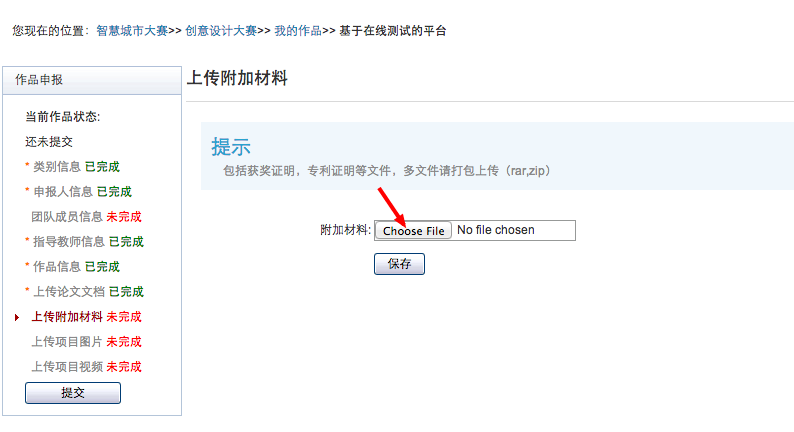 您现在的位置：智慧城市大赛>> 创意设计大赛>> 我的作品>> 基于在线测试的平台
作品申报
当前作品状态:
还未提交
* 类别信息 已完成
* 申报人信息 已完成
团队成员信息 未完成
* 指导教师信息 已完成
* 作品信息 已完成
* 上传论文文档 已完成
上传附加材料 未完成
上传项目图片 未完成
上传项目视频 未完成
提交
上传附加材料
提示
包括获奖证明，专利证明等文件，多文件请打包上传（rar,zip）
附加材料: Choose File No file chosen
保存